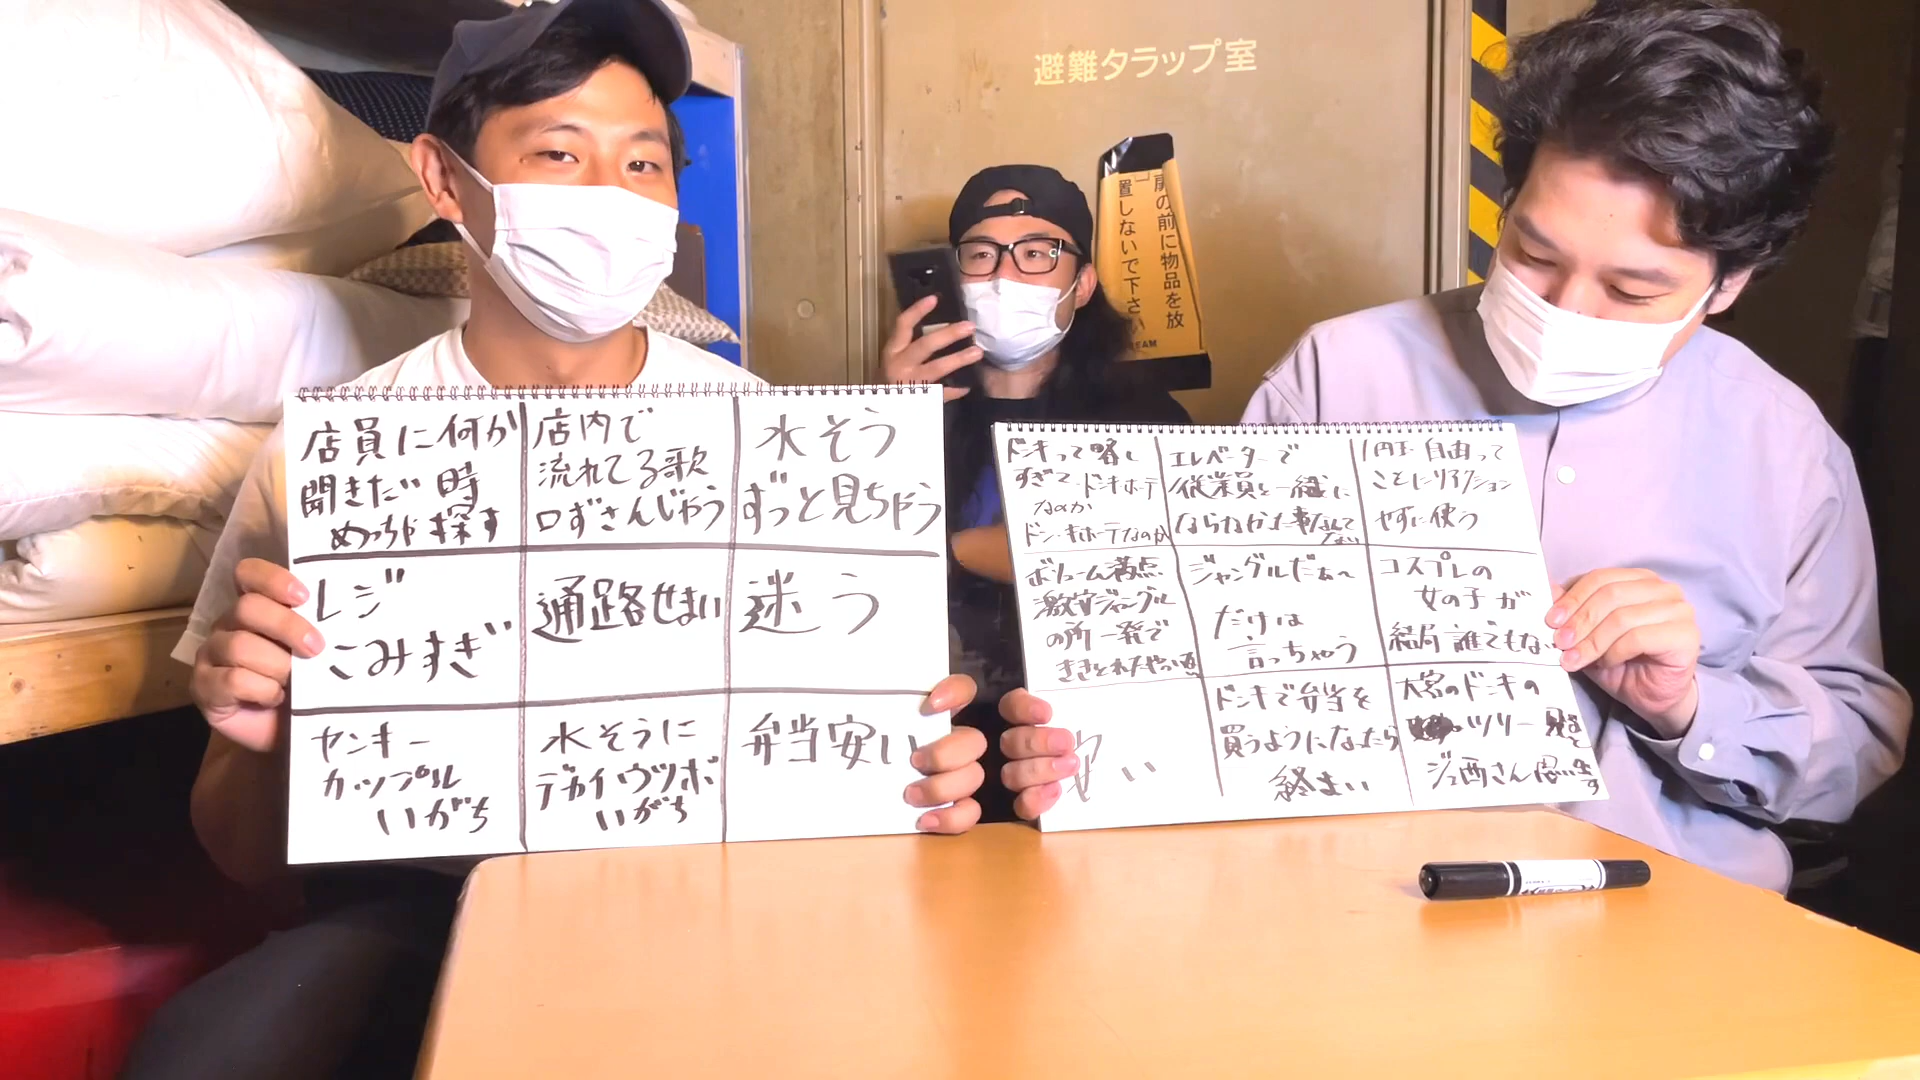 避難タラップ室
扉の前に物品を放
置しないで下さい
店員に何か
聞きたい時
めっちゃ探す
店内で
流れてる歌
口ずさんじゃう
水そう
ずっと見ちゃう
レジ
こみすぎ
通路せまい
迷う
ヤンキー
カップル
いがち
水そうに
デカイウツボ
いがち
弁当安い
ドンキって略し
すぎて ドンキホーテ
なのか
ドン・キホーテなのか
エレベーターで
従業員と一緒に
ならなかった事なんて
ない
1円玉自由って
ことにリアクション
せずに使う
ボリューム満点
激安ジャングル
の所一発で
ききとれたやつ
ジャングルだぁ〜
だけは
言っちゃう
コスプレの
女の子が
結局誰でもない
安い
ドンキで弁当を
買うようになったら
終まい
大宮のドンキの
ツリー見ると
ジュ西さん思い出す